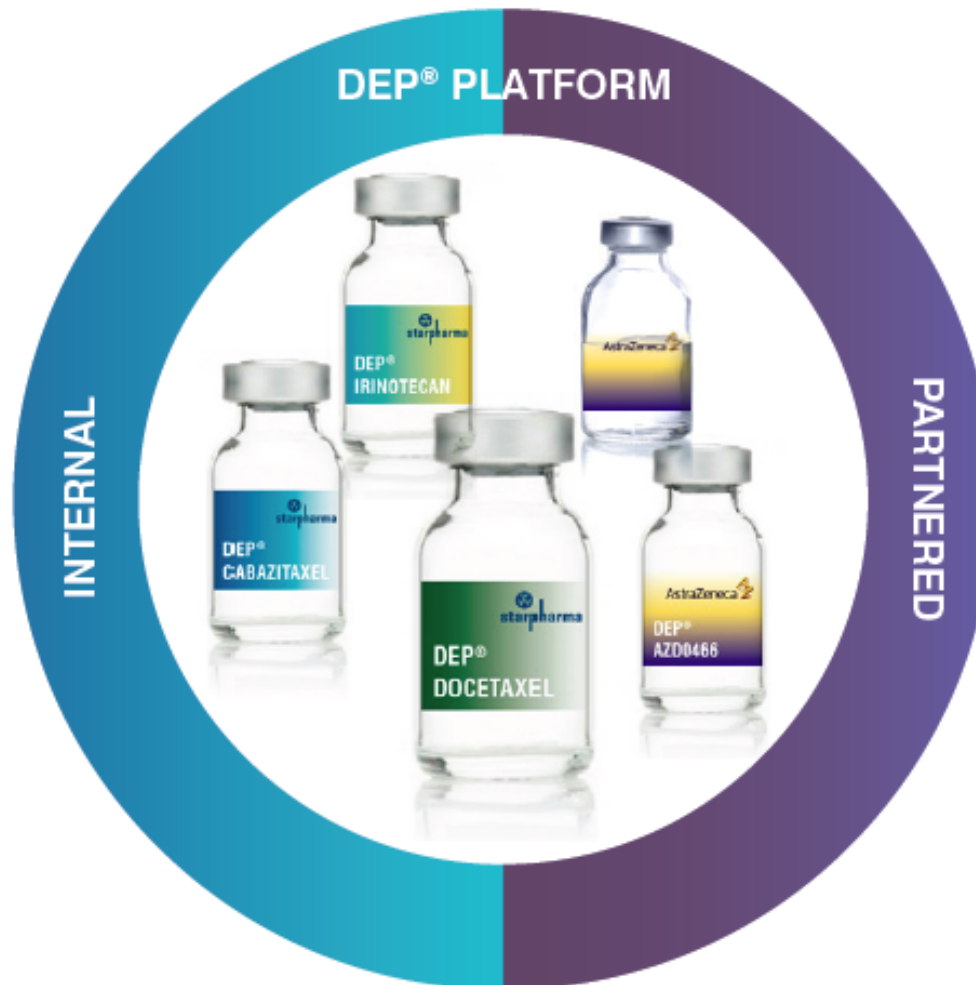 DEP® PLATFORM
INTERNAL
PARTNERED
starpharma
DEP®
IRINOTECAN
AstraZeneca
starpharma
DEP®
CABAZITAXEL
starpharma
DEP®
DOCETAXEL
AstraZeneca
DEP®
AZD0466